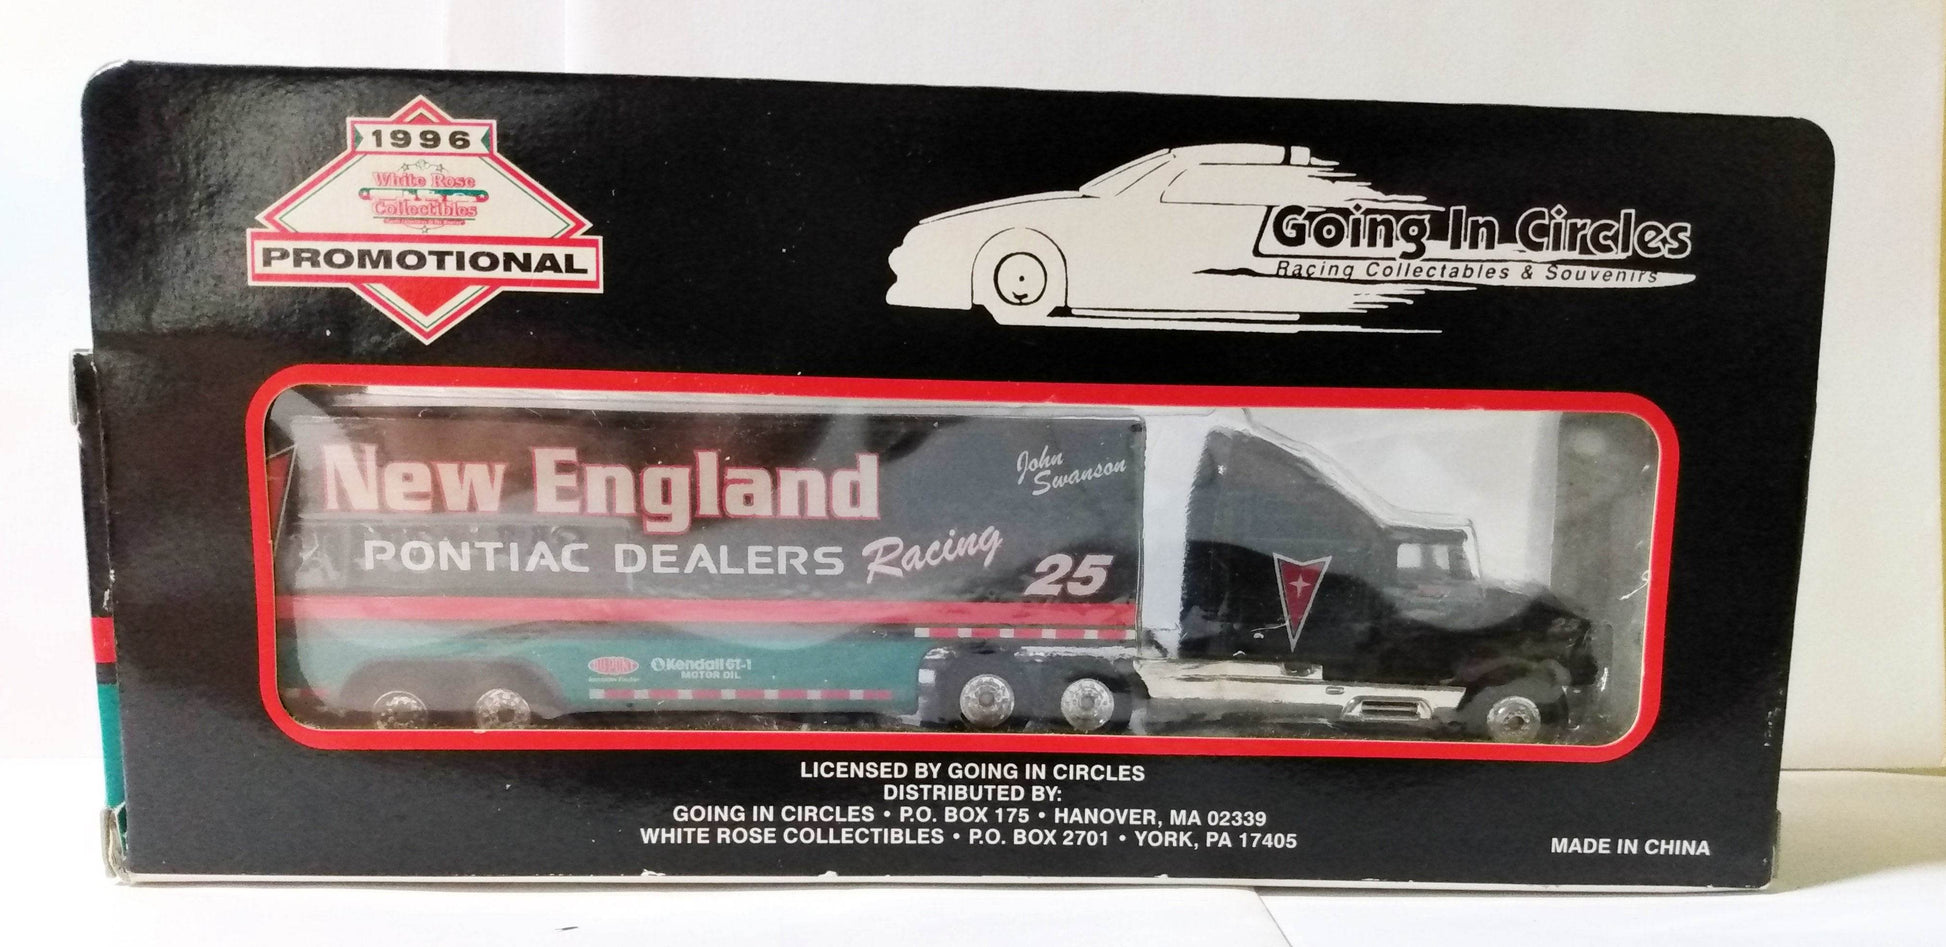 1996
White Rose
Collectibles
PROMOTIONAL
Going In Circles
Racing Collectables & Souvenirs
New England
John
Swanson
PONTIAC DEALERS Racing
25
DUPONT
Kendall GT-1
MOTOR OIL
LICENSED BY GOING IN CIRCLES
DISTRIBUTED BY:
GOING IN CIRCLES • P.O. BOX 175 • HANOVER, MA 02339
WHITE ROSE COLLECTIBLES • P.O. BOX 2701 • YORK, PA 17405
MADE IN CHINA